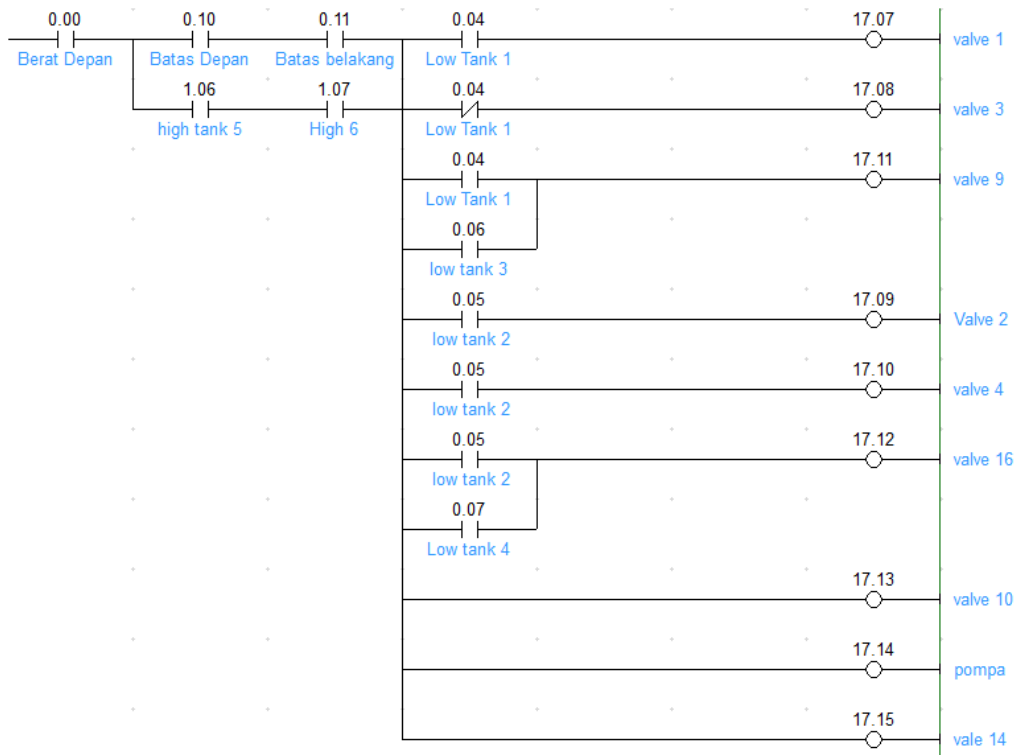 0.00 0.10 0.11 0.04 17.07
Berat Depan Batas Depan Batas belakang Low Tank 1 valve 1
1.06 1.07 0.04 17.08
high tank 5 High 6 Low Tank 1 valve 3
0.04 17.11
Low Tank 1 valve 9
0.06
low tank 3
0.05 17.09
low tank 2 Valve 2
0.05 17.10
low tank 2 valve 4
0.05 17.12
low tank 2 valve 16
0.07
Low tank 4
17.13
valve 10
17.14
pompa
17.15
vale 14